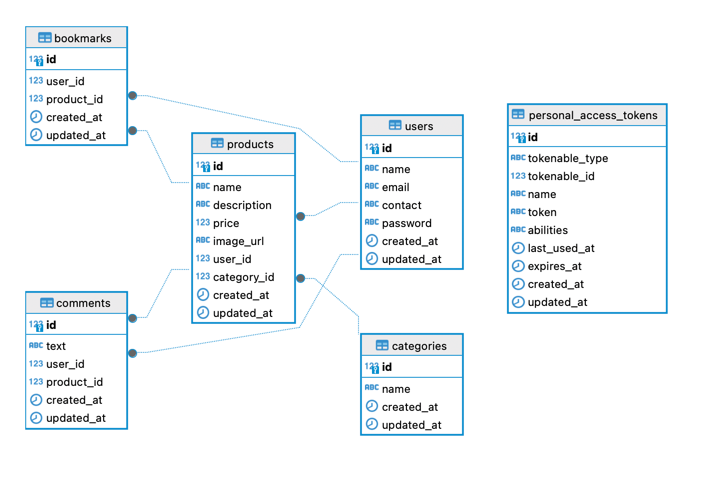 bookmarks
123 id
123 user_id
123 product_id
created_at
updated_at
products
123 id
ABC name
ABC description
123 price
ABC image_url
123 user_id
123 category_id
created_at
updated_at
users
123 id
ABC name
ABC email
ABC contact
ABC password
created_at
updated_at
personal_access_tokens
123 id
ABC tokenable_type
123 tokenable_id
ABC name
ABC token
ABC abilities
last_used_at
expires_at
created_at
updated_at
comments
123 id
ABC text
123 user_id
123 product_id
created_at
updated_at
categories
123 id
ABC name
created_at
updated_at